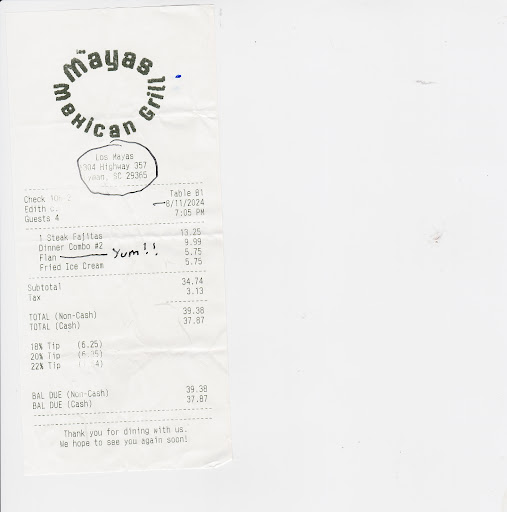 Mayas
Mexican Grill
Los Mayas
304 Highway 357
SC 29365
Check
Table B1
Edith
8/11/2024
Guests 4
7:05 PM
1 Steak Fajitas 13.25
Dinner Combo #2 9.99
Flan Yum!! 5.75
Fried Ice Cream 5.75
Subtotal 34.74
Tax 3.13
TOTAL (Non-Cash) 39.38
TOTAL (Cash) 37.87
18% Tip (6.25)
20% Tip
22% Tip
BAL DUE (Non-Cash) 39.38
BAL DUE (Cash) 37.87
Thank you for dining with us.
We hope to see you again soon!